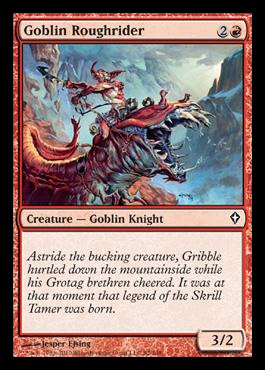 Goblin Roughrider 2
Creature — Goblin Knight
Astride the bucking creature, Gribble
hurtled down the mountainside while
his Grotag brethren cheered. It was at
that moment that legend of the Skrill
Tamer was born.
Jesper Ejsing
3/2